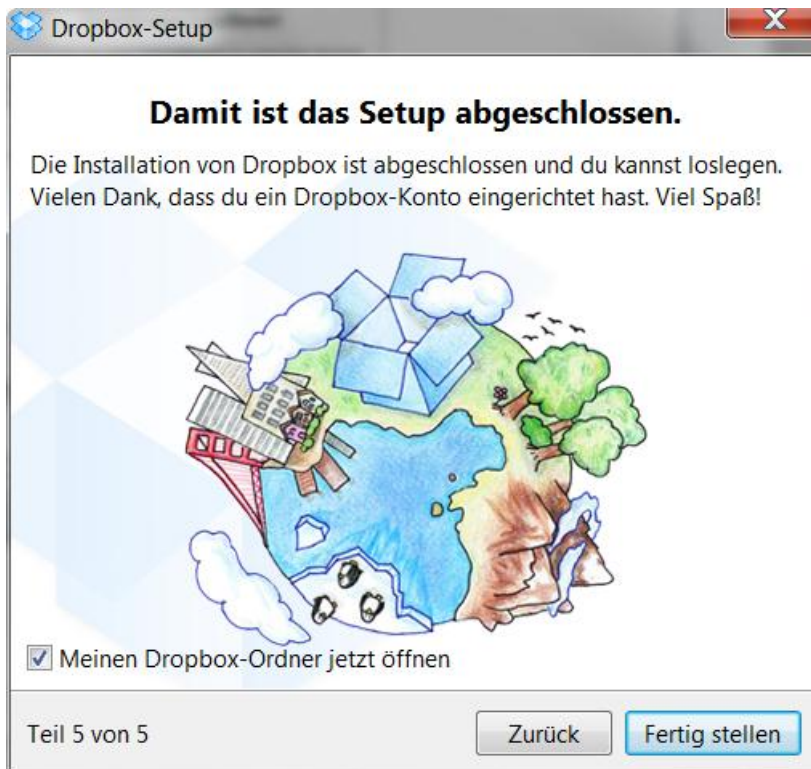 Dropbox-Setup
Damit ist das Setup abgeschlossen.
Die Installation von Dropbox ist abgeschlossen und du kannst loslegen.
Vielen Dank, dass du ein Dropbox-Konto eingerichtet hast. Viel Spaß!
Meinen Dropbox-Ordner jetzt öffnen
Teil 5 von 5
Zurück
Fertig stellen